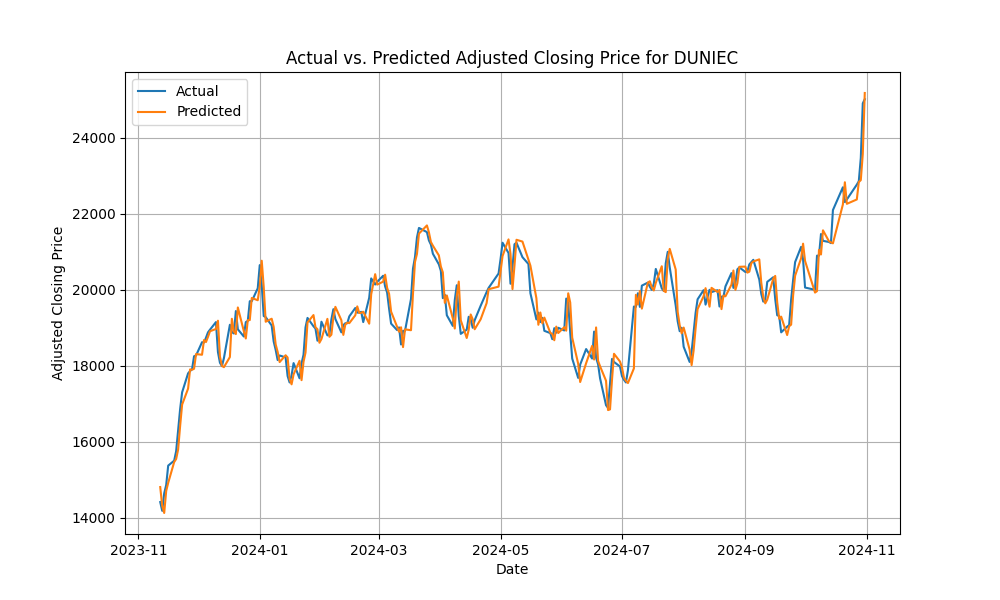 Actual vs. Predicted Adjusted Closing Price for DUNIEC
Actual
Predicted
Adjusted Closing Price
24000
22000
20000
18000
16000
14000
2023-11 2024-01 2024-03 2024-05 2024-07 2024-09 2024-11
Date